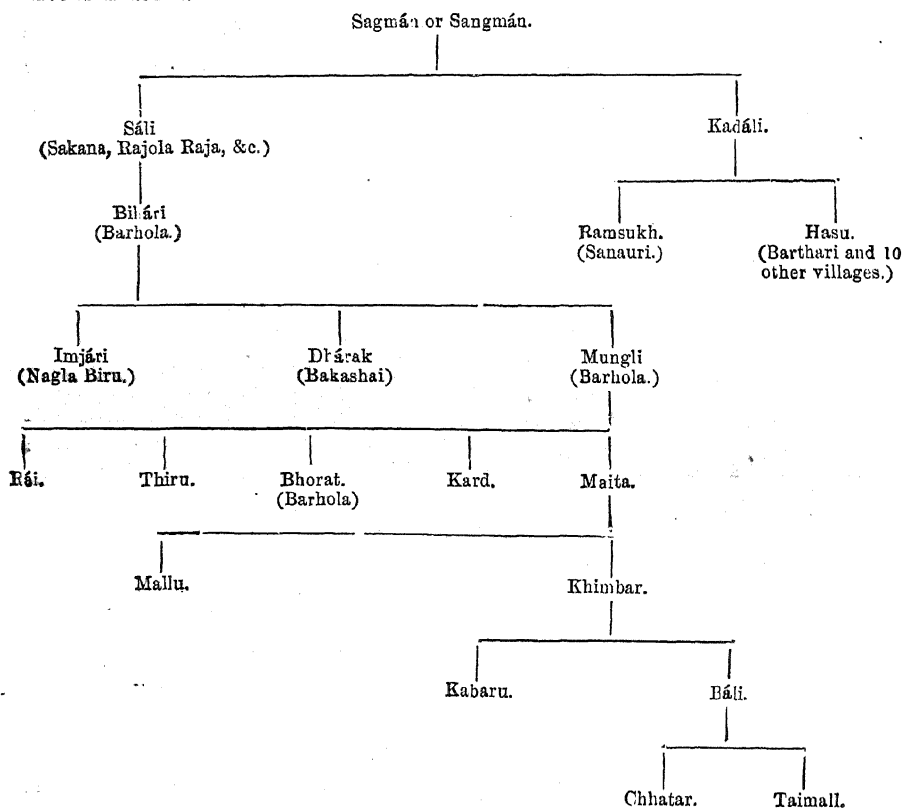 Sagmán or Sangmán.
Sáli Kadáli.
(Sakana, Rajola Raja, &c.)
Bihári Ramsukh. Hasu.
(Barhola.) (Sanauri.) (Barthari and 10
other villages.)
Imjári Dhárak Mungli
(Nagla Biru.) (Bakashai) (Barhola.)
Rái. Thiru. Bhorat. Kard. Maita.
(Barhola)
Mallu. Khimbar.
Kabaru. Báli.
Chhatar. Taimall.